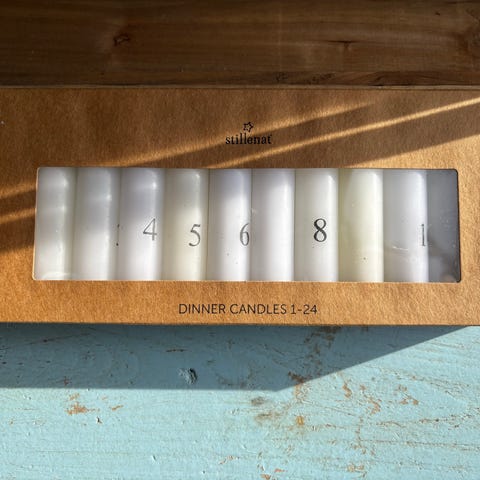 stillenat
4 5 6 8 1
DINNER CANDLES 1-24